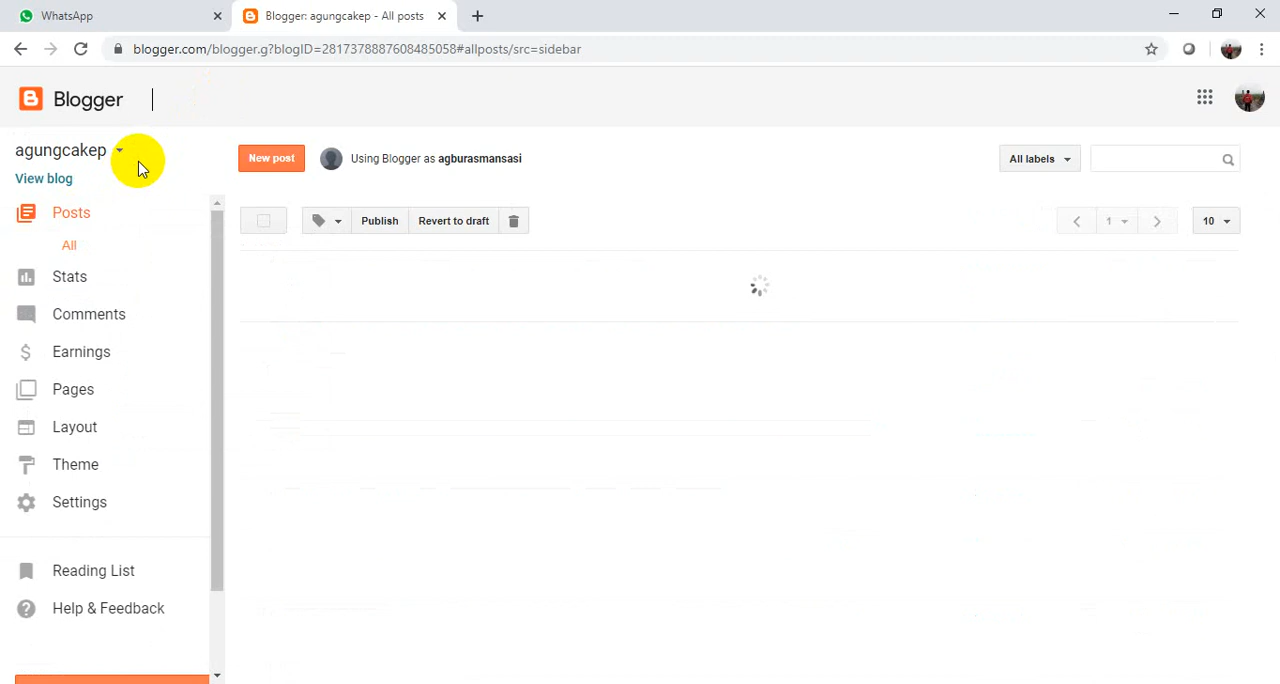 WhatsApp
Blogger: agungcakep - All posts
blogger.com/blogger.g?blogID=2817378887608485058#allposts/src=sidebar
Blogger
agungcakep
View blog
New post
Using Blogger as agburasmansasi
All labels
Posts
All
Publish
Revert to draft
1
10
Stats
Comments
Earnings
Pages
Layout
Theme
Settings
Reading List
Help & Feedback